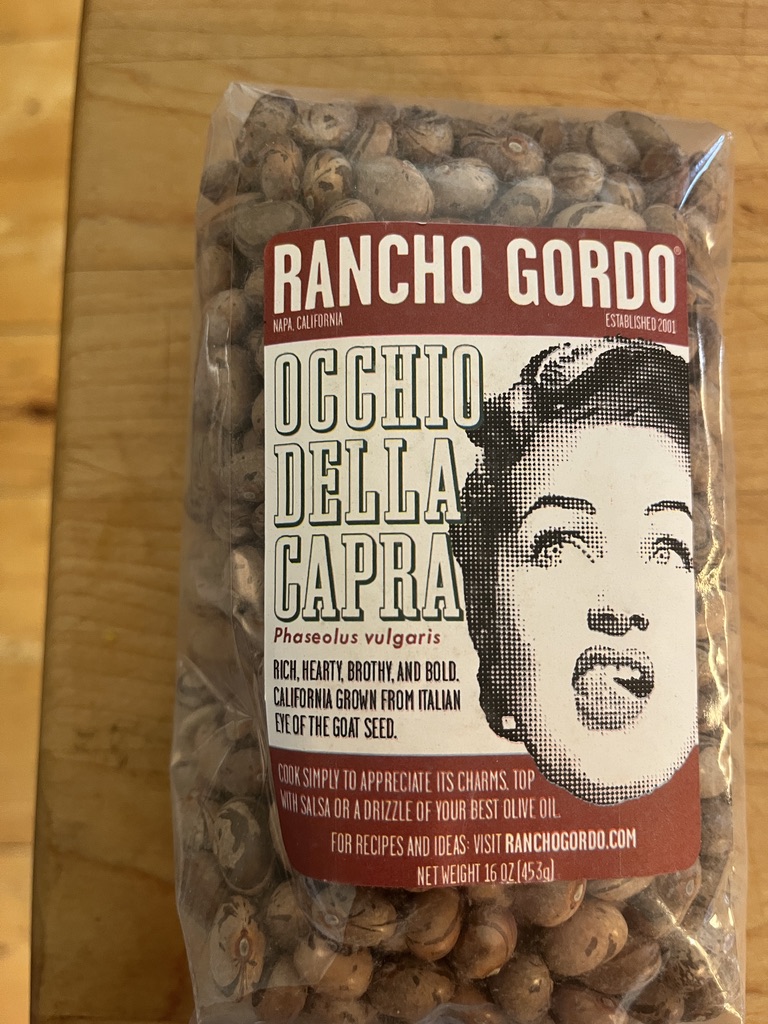 RANCHO GORDO®
NAPA, CALIFORNIA ESTABLISHED 2001
OCCHIO
DELLA
CAPRA
Phaseolus vulgaris
RICH, HEARTY, BROTHY, AND BOLD.
CALIFORNIA GROWN FROM ITALIAN
EYE OF THE GOAT SEED.
COOK SIMPLY TO APPRECIATE ITS CHARMS. TOP
WITH SALSA OR A DRIZZLE OF YOUR BEST OLIVE OIL.
FOR RECIPES AND IDEAS: VISIT RANCHOGORDO.COM
NET WEIGHT 16 OZ (453g)